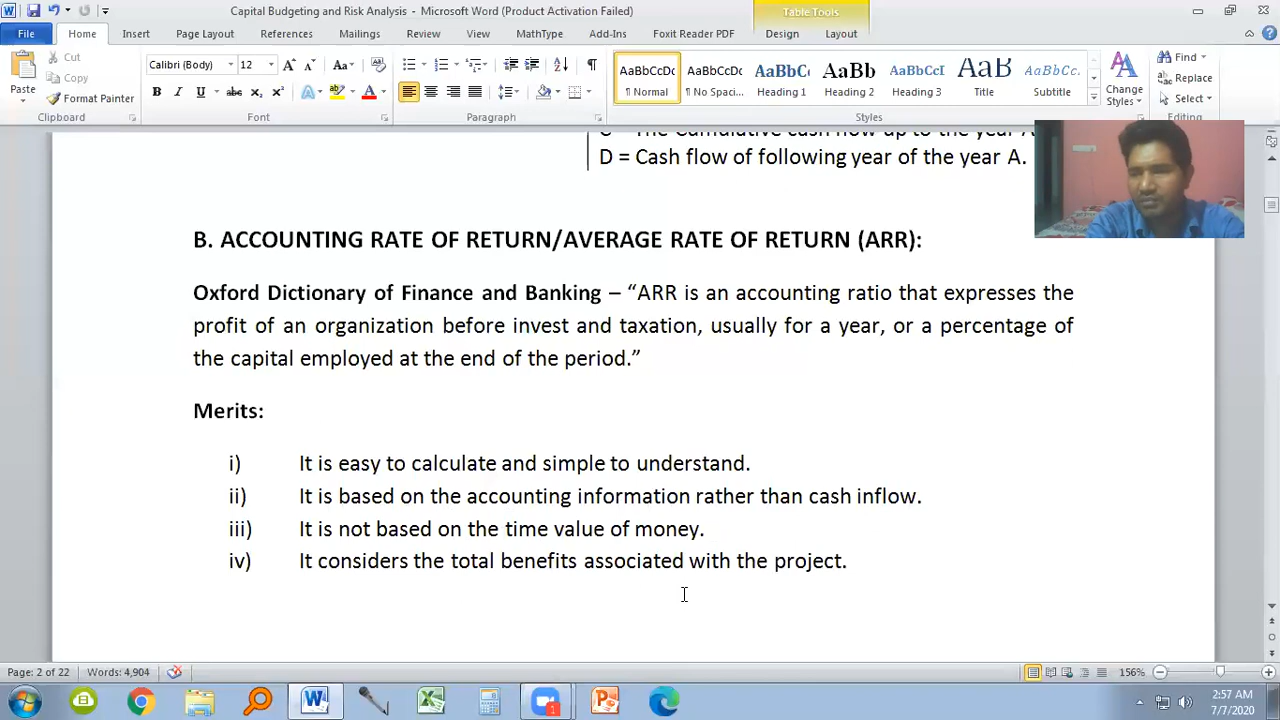 Capital Budgeting and Risk Analysis - Microsoft Word (Product Activation Failed)
Table Tools
File Home Insert Page Layout References Mailings Review View MathType Add-Ins Foxit Reader PDF Design Layout
Paste
Cut
Copy
Format Painter
Clipboard
Calibri (Body) 12
Font
Paragraph
AaBbCcDc AaBbCcDc AaBbC AaBbCc AaBbCcI AaB AaBbCc.
¶ Normal ¶ No Spaci... Heading 1 Heading 2 Heading 3 Title Subtitle
Change Styles
Styles
Find
Replace
Select
Editing
The Cumulative cash flow up to the year A
D = Cash flow of following year of the year A.
B. ACCOUNTING RATE OF RETURN/AVERAGE RATE OF RETURN (ARR):
Oxford Dictionary of Finance and Banking – “ARR is an accounting ratio that expresses the
profit of an organization before invest and taxation, usually for a year, or a percentage of
the capital employed at the end of the period.”
Merits:
i) It is easy to calculate and simple to understand.
ii) It is based on the accounting information rather than cash inflow.
iii) It is not based on the time value of money.
iv) It considers the total benefits associated with the project.
Page: 2 of 22 Words: 4,904 156%
2:57 AM
7/7/2020